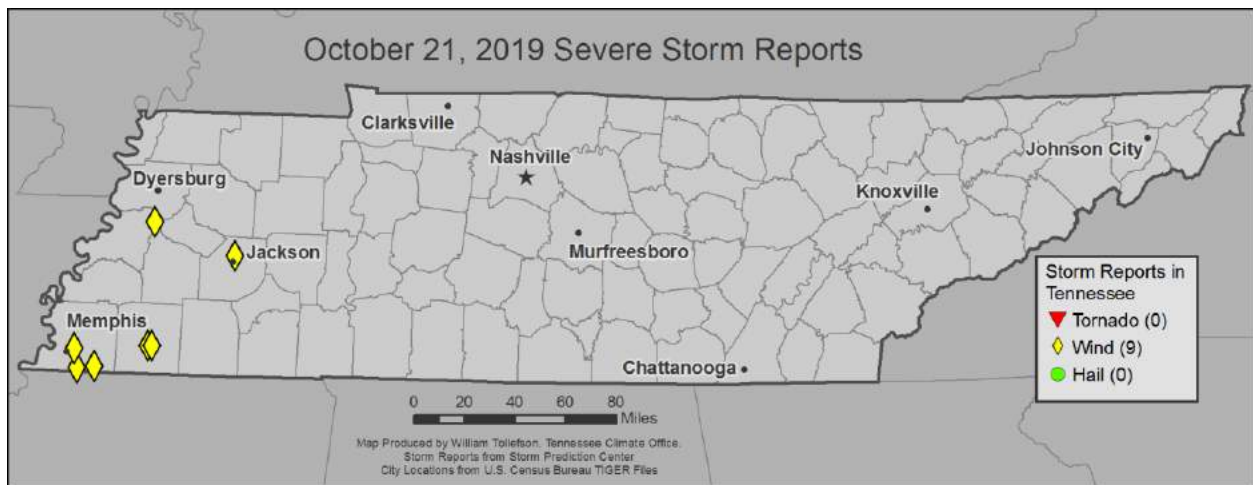 October 21, 2019 Severe Storm Reports
Clarksville
Nashville
Johnson City
Dyersburg
Knoxville
Jackson
Murfreesboro
Memphis
Chattanooga
Storm Reports in
Tennessee
Tornado (0)
Wind (9)
Hail (0)
0 20 40 60 80
Miles
Map Produced by William Tollefson, Tennessee Climate Office.
Storm Reports from Storm Prediction Center
City Locations from U.S. Census Bureau TIGER Files